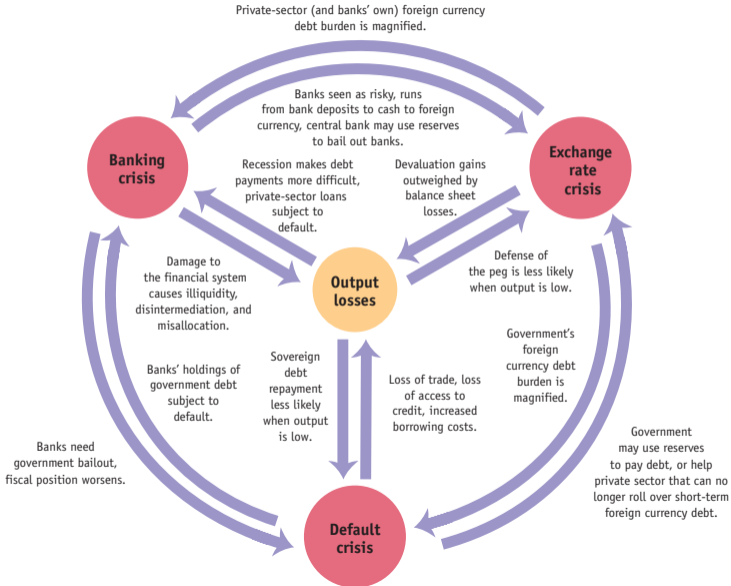 Private-sector (and banks' own) foreign currency
debt burden is magnified.
Banks seen as risky, runs
from bank deposits to cash to foreign
currency, central bank may use reserves
to bail out banks.
Banking
crisis
Exchange
rate
crisis
Recession makes debt
payments more difficult,
private-sector loans
subject to
default.
Devaluation gains
outweighed by
balance sheet
losses.
Damage to
the financial system
causes illiquidity,
disintermediation, and
misallocation.
Output
losses
Defense of
the peg is less likely
when output is low.
Banks' holdings of
government debt
subject to
default.
Sovereign
debt
repayment
less likely
when output
is low.
Loss of trade, loss
of access to
credit, increased
borrowing costs.
Government's
foreign
currency debt
burden is
magnified.
Banks need
government bailout,
fiscal position worsens.
Government
may use reserves
to pay debt, or help
private sector that can no
longer roll over short-term
foreign currency debt.
Default
crisis